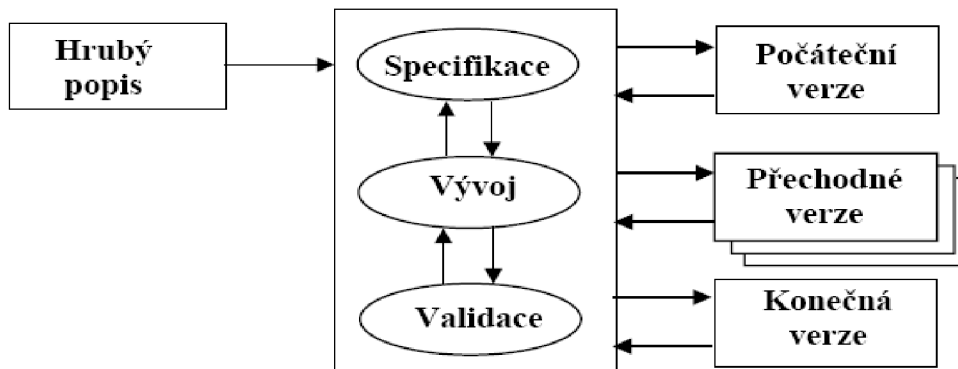 Hrubý
popis
Specifikace
Vývoj
Validace
Počáteční
verze
Přechodné
verze
Konečná
verze